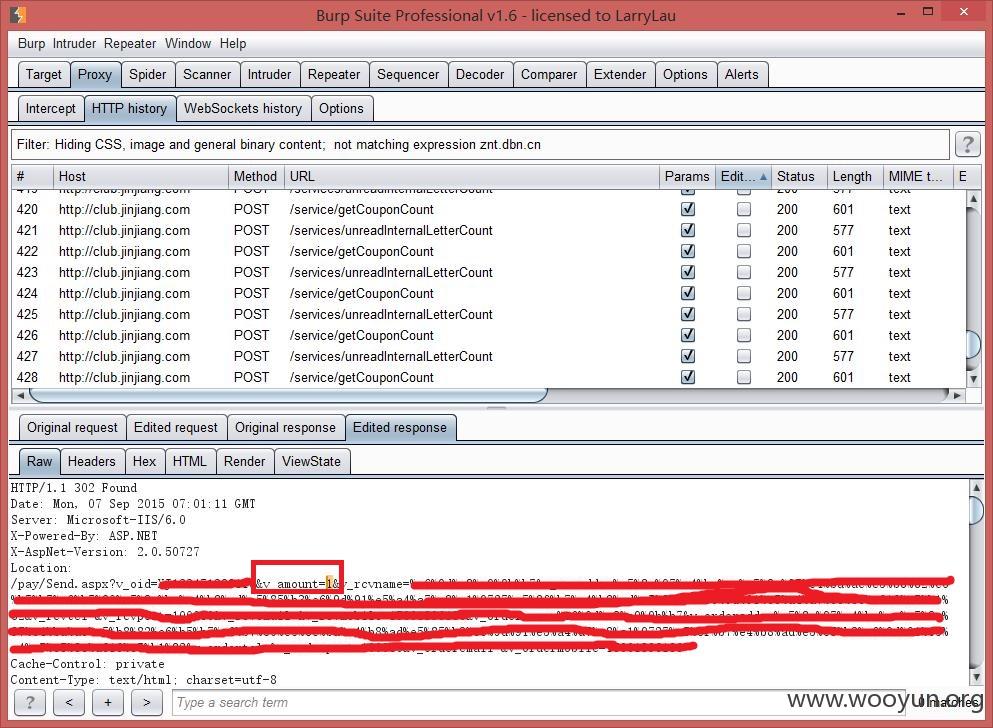 Burp Suite Professional v1.6 - licensed to LarryLau
Burp Intruder Repeater Window Help
Target Proxy Spider Scanner Intruder Repeater Sequencer Decoder Comparer Extender Options Alerts
Intercept HTTP history WebSockets history Options
Filter: Hiding CSS, image and general binary content; not matching expression znt.dbn.cn ?
# Host Method URL Params Edit... Status Length MIME t... E
420 http://club.jinjiang.com POST /service/getCouponCount 200 601 text
421 http://club.jinjiang.com POST /services/unreadInternalLetterCount 200 577 text
422 http://club.jinjiang.com POST /service/getCouponCount 200 601 text
423 http://club.jinjiang.com POST /services/unreadInternalLetterCount 200 577 text
424 http://club.jinjiang.com POST /service/getCouponCount 200 601 text
425 http://club.jinjiang.com POST /services/unreadInternalLetterCount 200 577 text
426 http://club.jinjiang.com POST /service/getCouponCount 200 601 text
427 http://club.jinjiang.com POST /services/unreadInternalLetterCount 200 577 text
428 http://club.jinjiang.com POST /service/getCouponCount 200 601 text
Original request Edited request Original response Edited response
Raw Headers Hex HTML Render ViewState
HTTP/1.1 302 Found
Date: Mon, 07 Sep 2015 07:01:11 GMT
Server: Microsoft-IIS/6.0
X-Powered-By: ASP.NET
X-AspNet-Version: 2.0.50727
Location:
/pay/Send.aspx?v_oid= &v_amount=1&v_rcvname=
Cache-Control: private
Content-Type: text/html; charset=utf-8
? < + > Type a search term 0 matches
www.wooyun.org